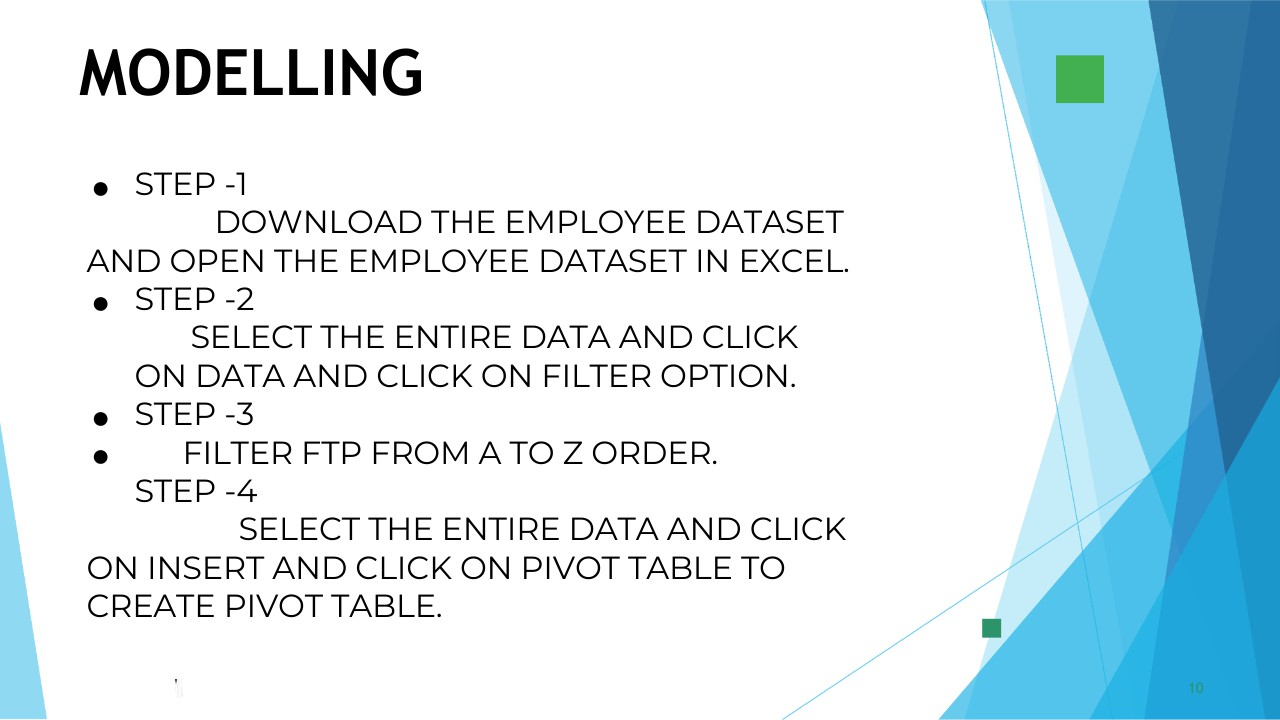 MODELLING
● STEP -1
DOWNLOAD THE EMPLOYEE DATASET
AND OPEN THE EMPLOYEE DATASET IN EXCEL.
● STEP -2
SELECT THE ENTIRE DATA AND CLICK
ON DATA AND CLICK ON FILTER OPTION.
● STEP -3
● FILTER FTP FROM A TO Z ORDER.
STEP -4
SELECT THE ENTIRE DATA AND CLICK
ON INSERT AND CLICK ON PIVOT TABLE TO
CREATE PIVOT TABLE.
10